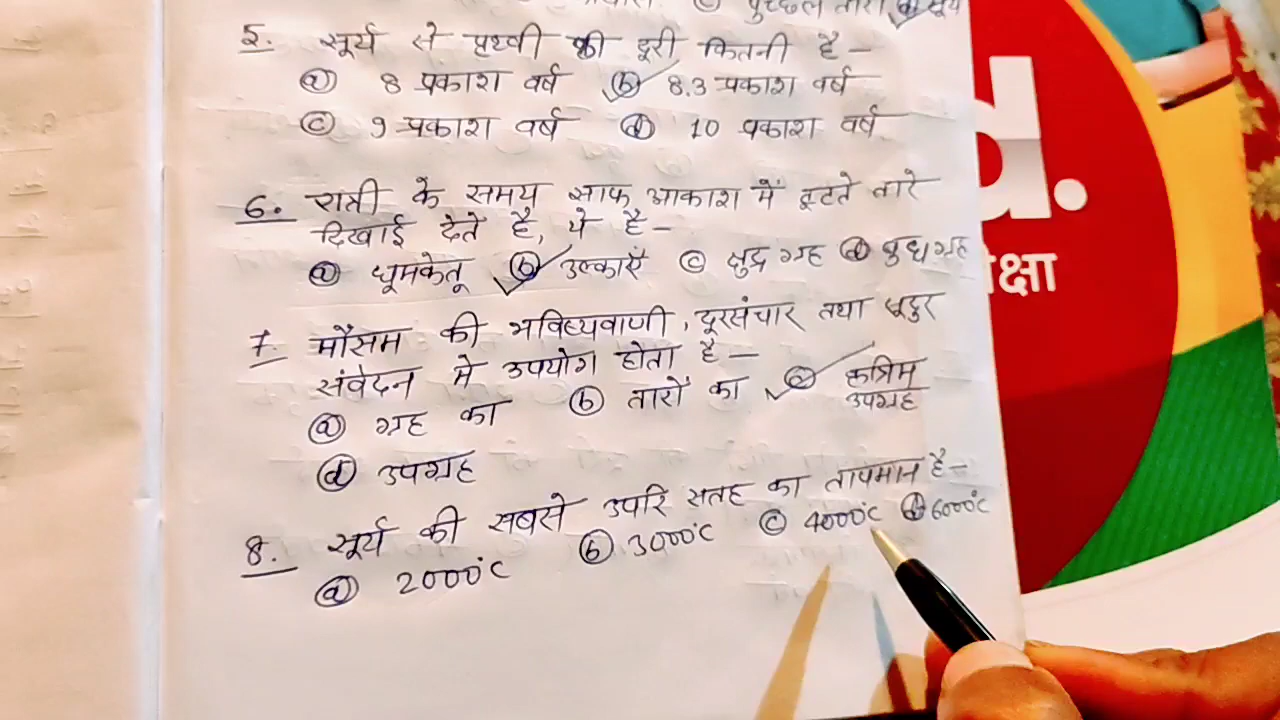 © पुच्छल तारा ⓓ सूर्य
5. सूर्य से पृथ्वी की दूरी कितनी है –
ⓐ 8 प्रकाश वर्ष ⓑ 8.3 प्रकाश वर्ष
© 9 प्रकाश वर्ष ⓓ 10 प्रकाश वर्ष
6. रात्री के समय साफ आकाश में टूटते तारे
दिखाई देते है, ये है –
ⓐ धूमकेतू ⓑ उल्काएँ © क्षुद्र ग्रह ⓓ बुध ग्रह
7. मौसम की भविष्यवाणी, दूरसंचार तथा सूदुर
संवेदन मे उपयोग होता है –
ⓐ ग्रह का ⓑ तारों का © कत्रिम
उपग्रह
ⓓ उपग्रह
8. सूर्य की सबसे उपरि सतह का तापमान है –
ⓐ 2000°C ⓑ 3000°C © 4000°C ⓓ 6000°C
d.
क्षा